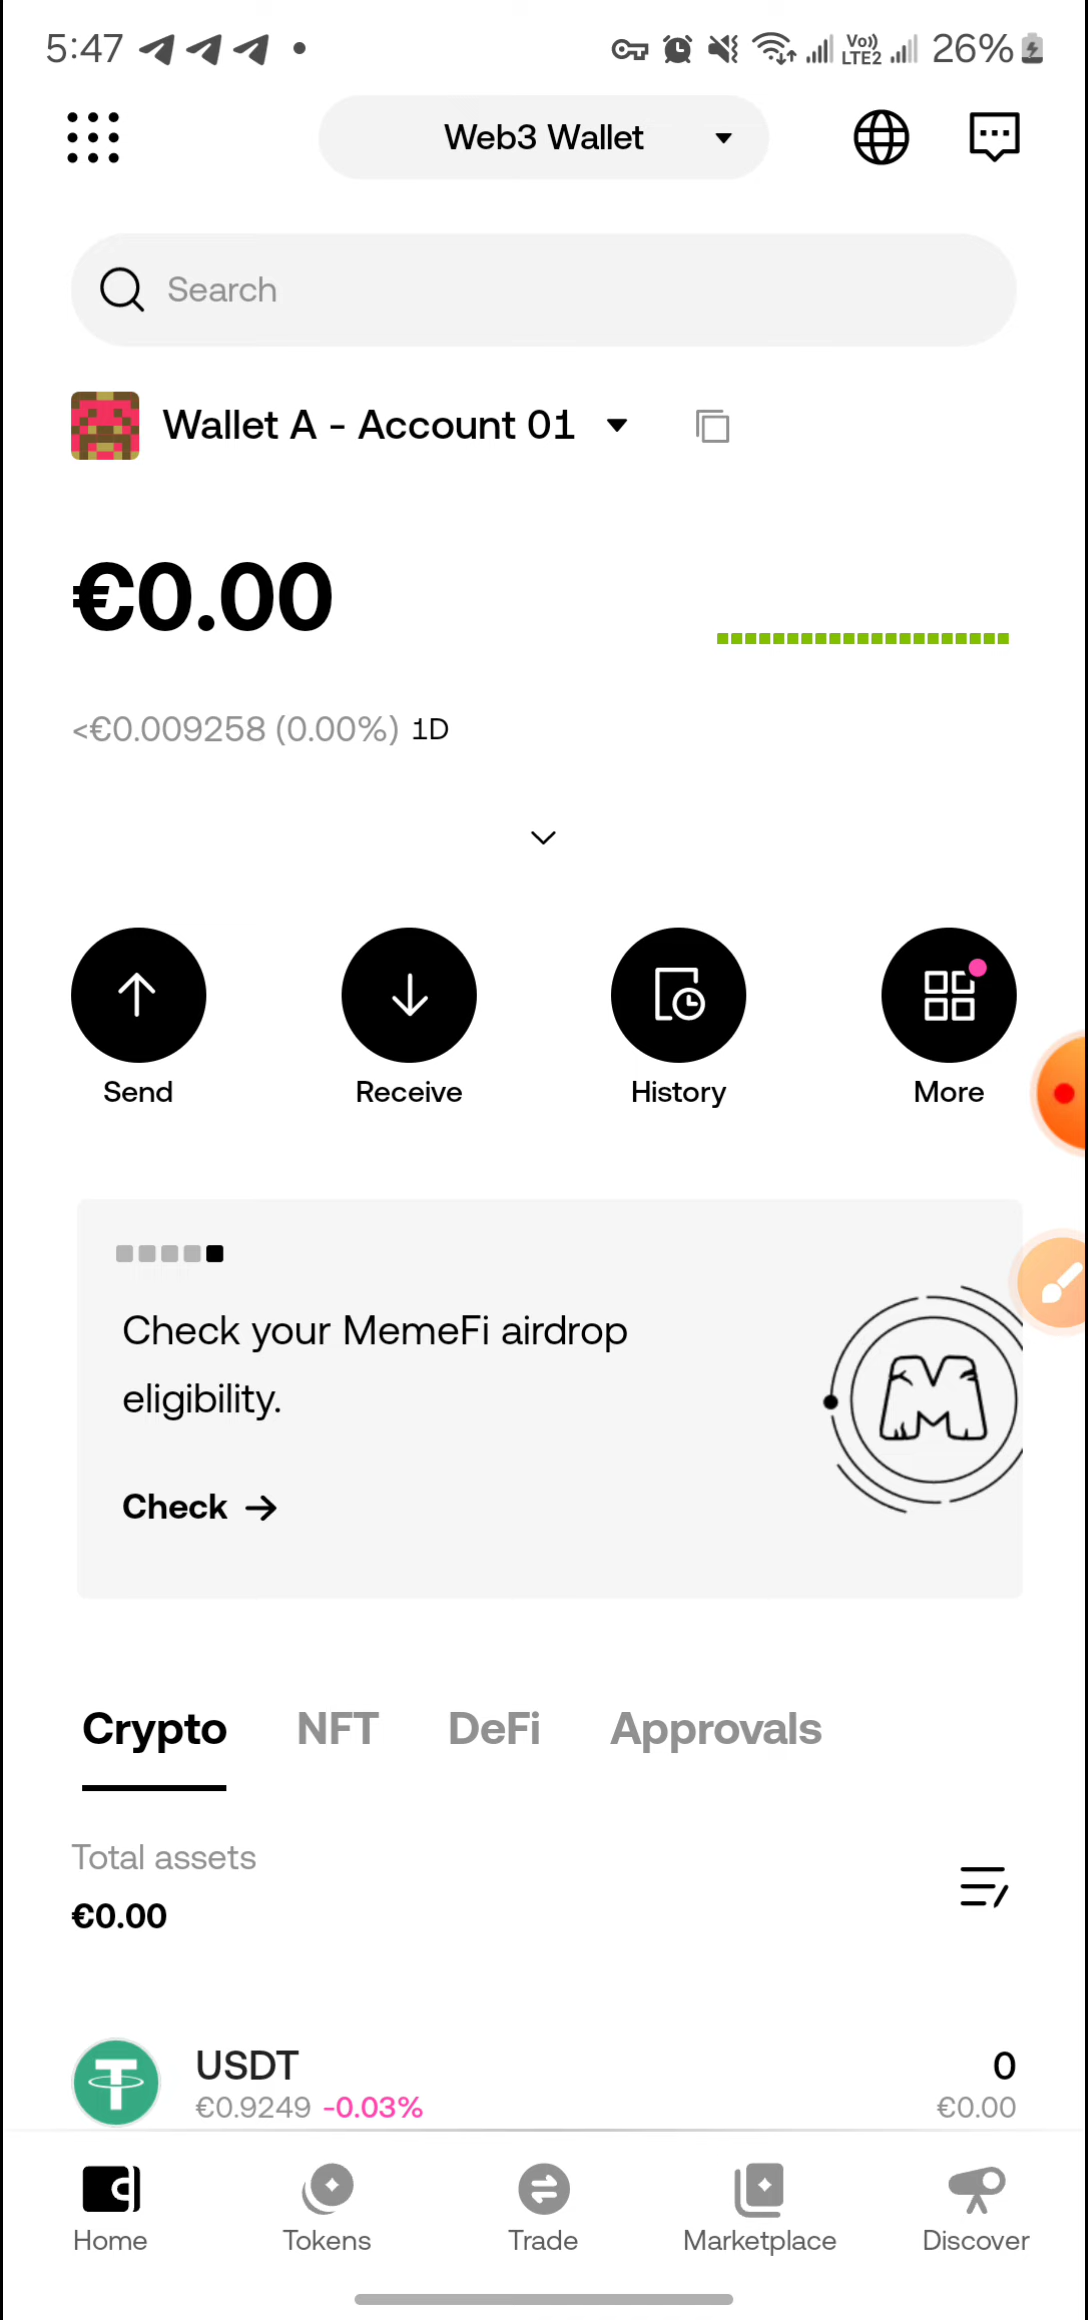 5:47
Vo))
LTE2
26%
Web3 Wallet
Search
Wallet A - Account 01
€0.00
<€0.009258 (0.00%) 1D
Send
Receive
History
More
Check your MemeFi airdrop
eligibility.
Check →
Crypto
NFT
DeFi
Approvals
Total assets
€0.00
USDT
0
€0.9249 -0.03%
€0.00
Home
Tokens
Trade
Marketplace
Discover